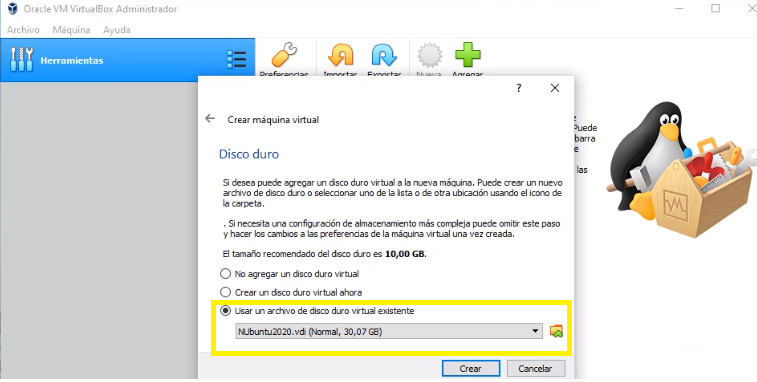 Oracle VM VirtualBox Administrador
Archivo Máquina Ayuda
Herramientas
Preferencias Importar Exportar Nueva Agregar
?
Crear máquina virtual
Puede
barra
e
las
Disco duro
Si desea puede agregar un disco duro virtual a la nueva máquina. Puede crear un nuevo
archivo de disco duro o seleccionar uno de la lista o de otra ubicación usando el icono de
la carpeta.
. Si necesita una configuración de almacenamiento más compleja puede omitir este paso
y hacer los cambios a las preferencias de la máquina virtual una vez creada.
El tamaño recomendado del disco duro es 10,00 GB.
No agregar un disco duro virtual
Crear un disco duro virtual ahora
Usar un archivo de disco duro virtual existente
NUbuntu2020.vdi (Normal, 30,07 GB)
Crear Cancelar